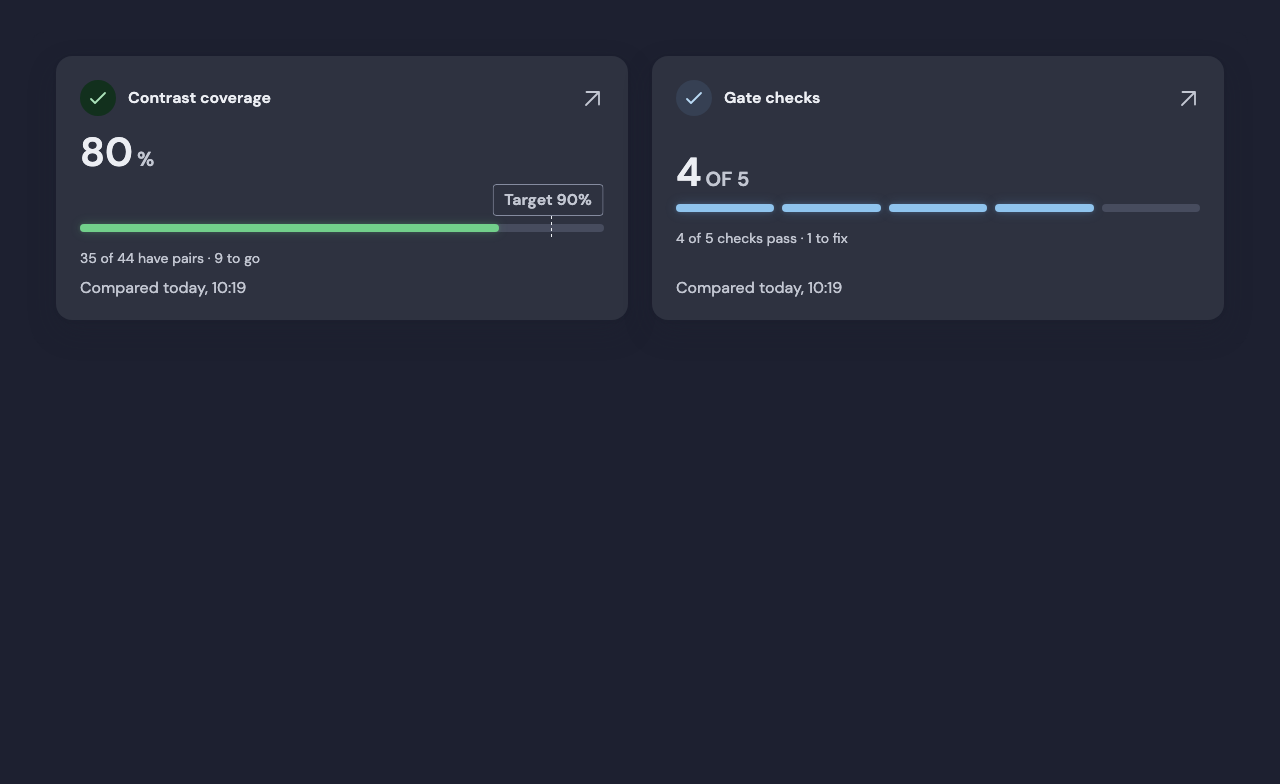 Contrast coverage
80 %
Target 90%
35 of 44 have pairs · 9 to go
Compared today, 10:19
Gate checks
4 OF 5
4 of 5 checks pass · 1 to fix
Compared today, 10:19